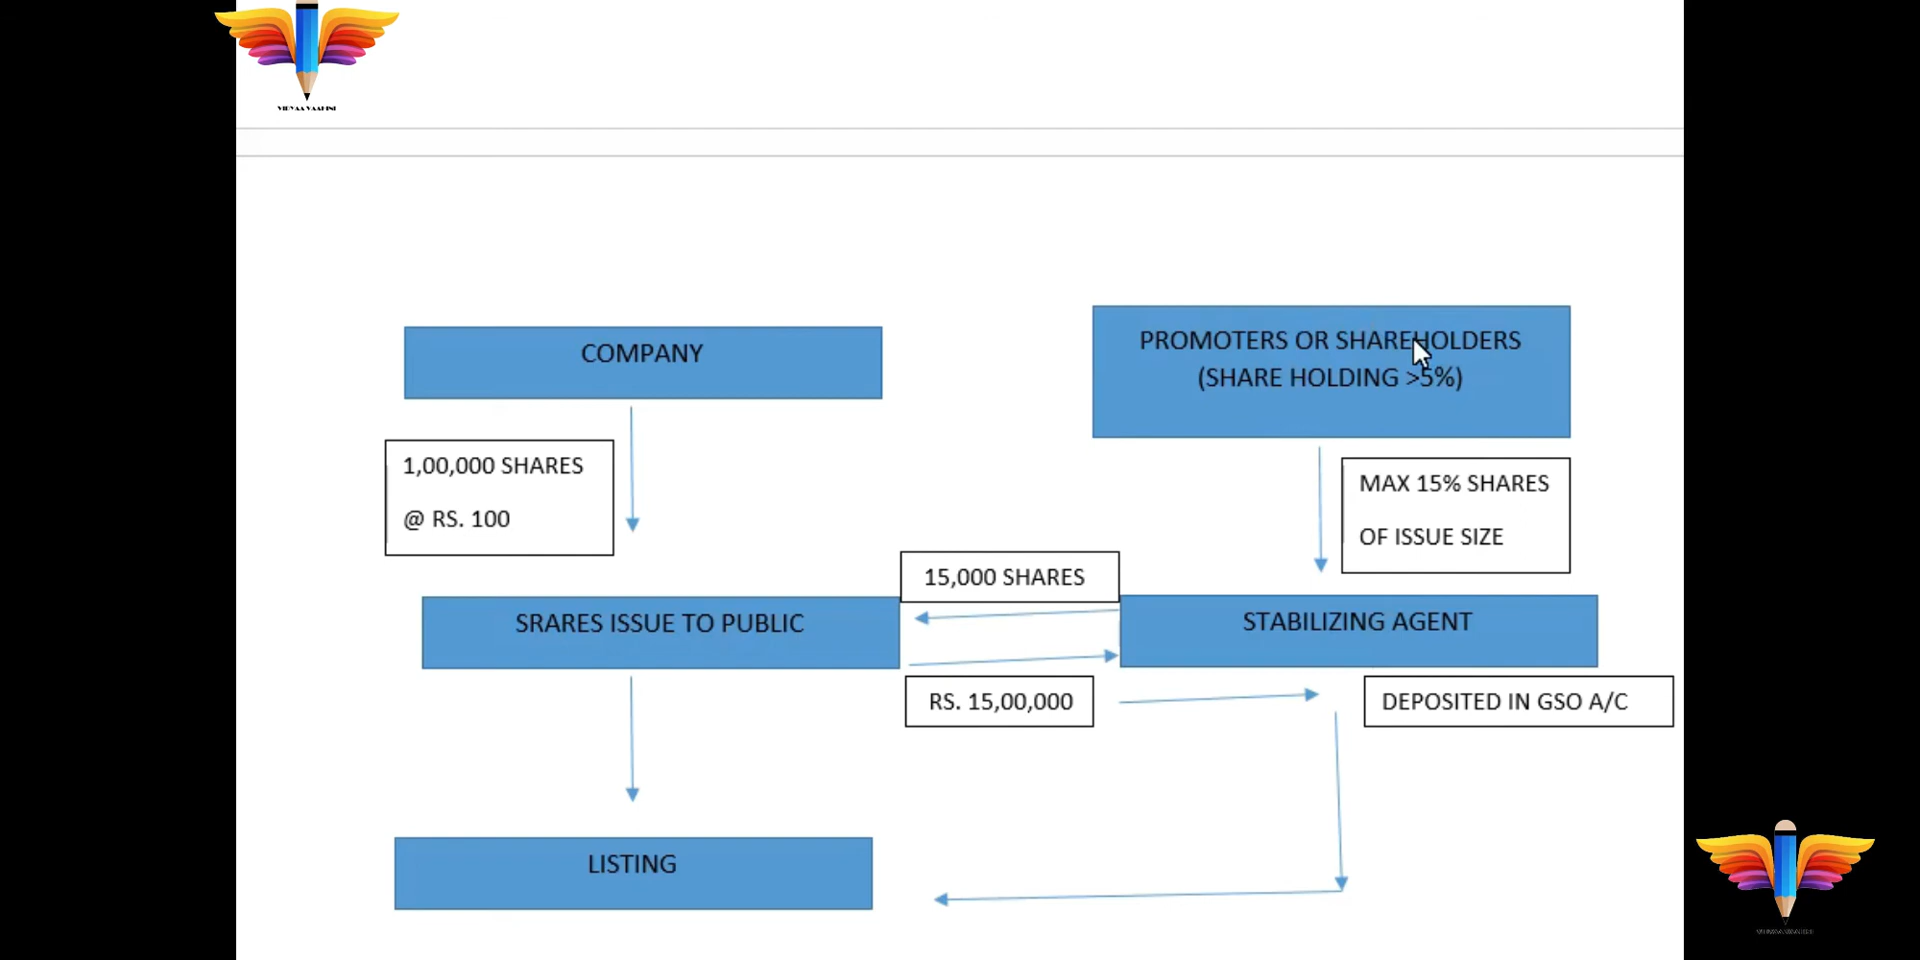 COMPANY
PROMOTERS OR SHAREHOLDERS
(SHARE HOLDING >5%)
1,00,000 SHARES
@ RS. 100
MAX 15% SHARES
OF ISSUE SIZE
15,000 SHARES
SRARES ISSUE TO PUBLIC
STABILIZING AGENT
RS. 15,00,000
DEPOSITED IN GSO A/C
LISTING